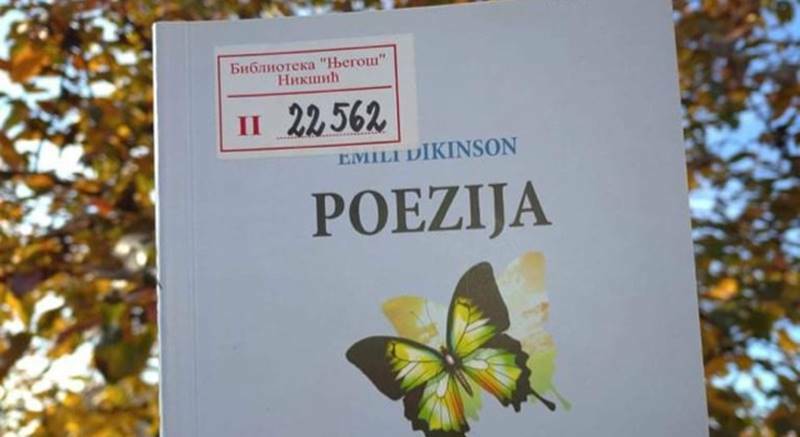 Библиотека "Његош"
Никшић
II 22562
EMILI DIKINSON
POEZIJA